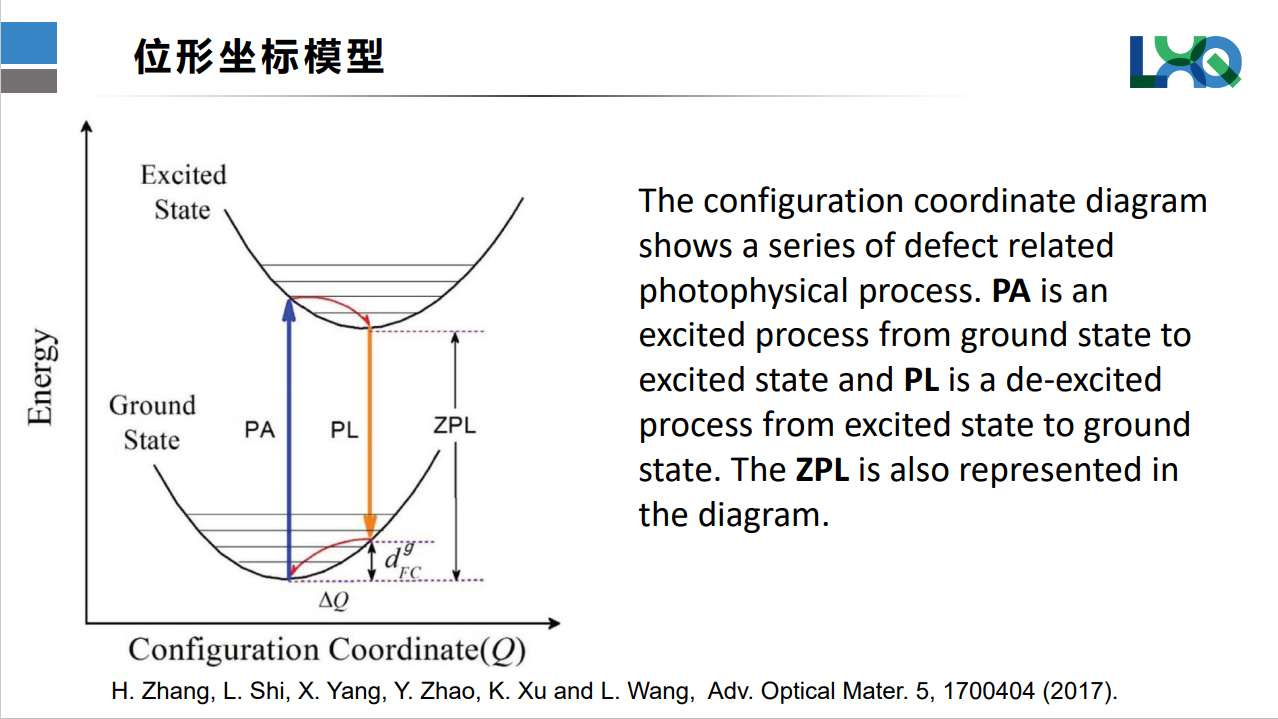 位形坐标模型
LXQ
Excited
State
The configuration coordinate diagram
shows a series of defect related
photophysical process. PA is an
excited process from ground state to
excited state and PL is a de-excited
process from excited state to ground
state. The ZPL is also represented in
the diagram.
Energy
Ground
State
PA
PL
ZPL
d^g_FC
ΔQ
Configuration Coordinate(Q)
H. Zhang, L. Shi, X. Yang, Y. Zhao, K. Xu and L. Wang, Adv. Optical Mater. 5, 1700404 (2017).